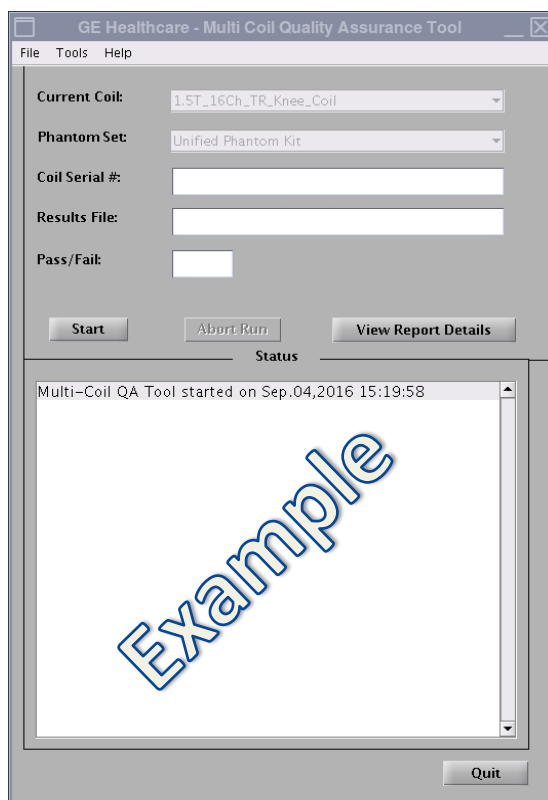 GE Healthcare - Multi Coil Quality Assurance Tool
File Tools Help
Current Coil: 1.5T_16Ch_TR_Knee_Coil
Phantom Set: Unified Phantom Kit
Coil Serial #:
Results File:
Pass/Fail:
Start Abort Run View Report Details
Status
Multi-Coil QA Tool started on Sep.04,2016 15:19:58
Example
Quit